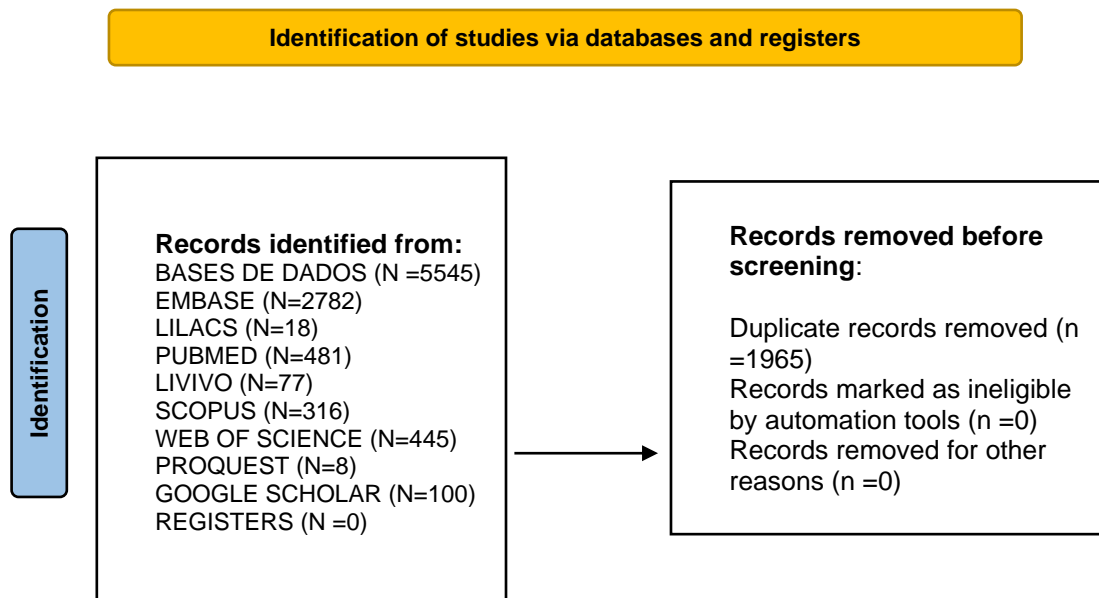 Identification of studies via databases and registers
Identification
Records identified from:
BASES DE DADOS (N =5545)
EMBASE (N=2782)
LILACS (N=18)
PUBMED (N=481)
LIVIVO (N=77)
SCOPUS (N=316)
WEB OF SCIENCE (N=445)
PROQUEST (N=8)
GOOGLE SCHOLAR (N=100)
REGISTERS (N =0)
Records removed before
screening:
Duplicate records removed (n
=1965)
Records marked as ineligible
by automation tools (n =0)
Records removed for other
reasons (n =0)